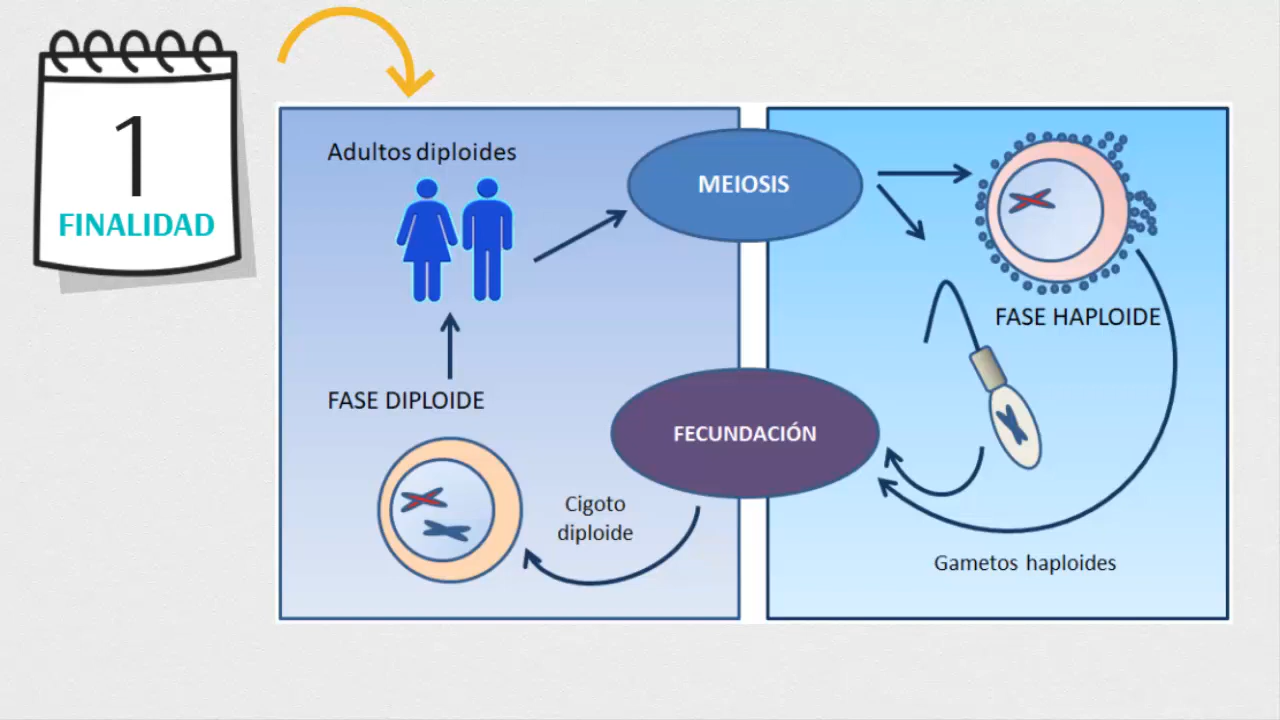 1
FINALIDAD
Adultos diploides
MEIOSIS
FASE HAPLOIDE
FASE DIPLOIDE
FECUNDACIÓN
Cigoto
diploide
Gametos haploides